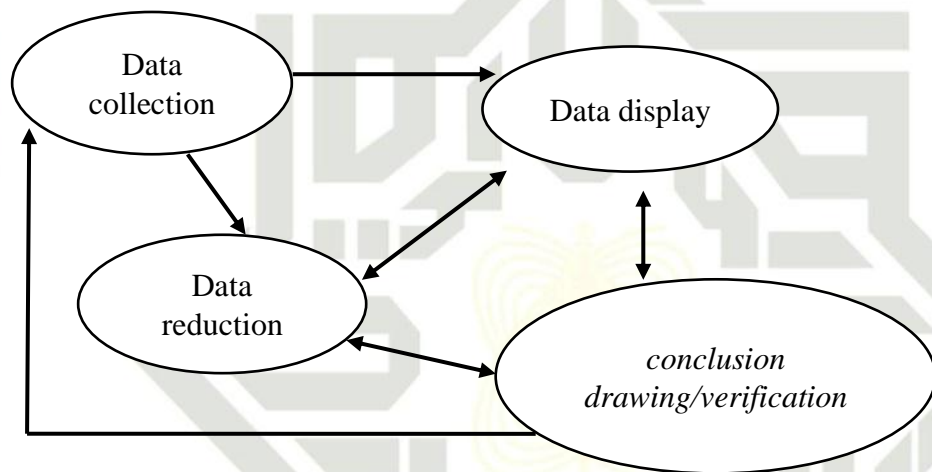 Data
collection
Data display
Data
reduction
conclusion
drawing/verification